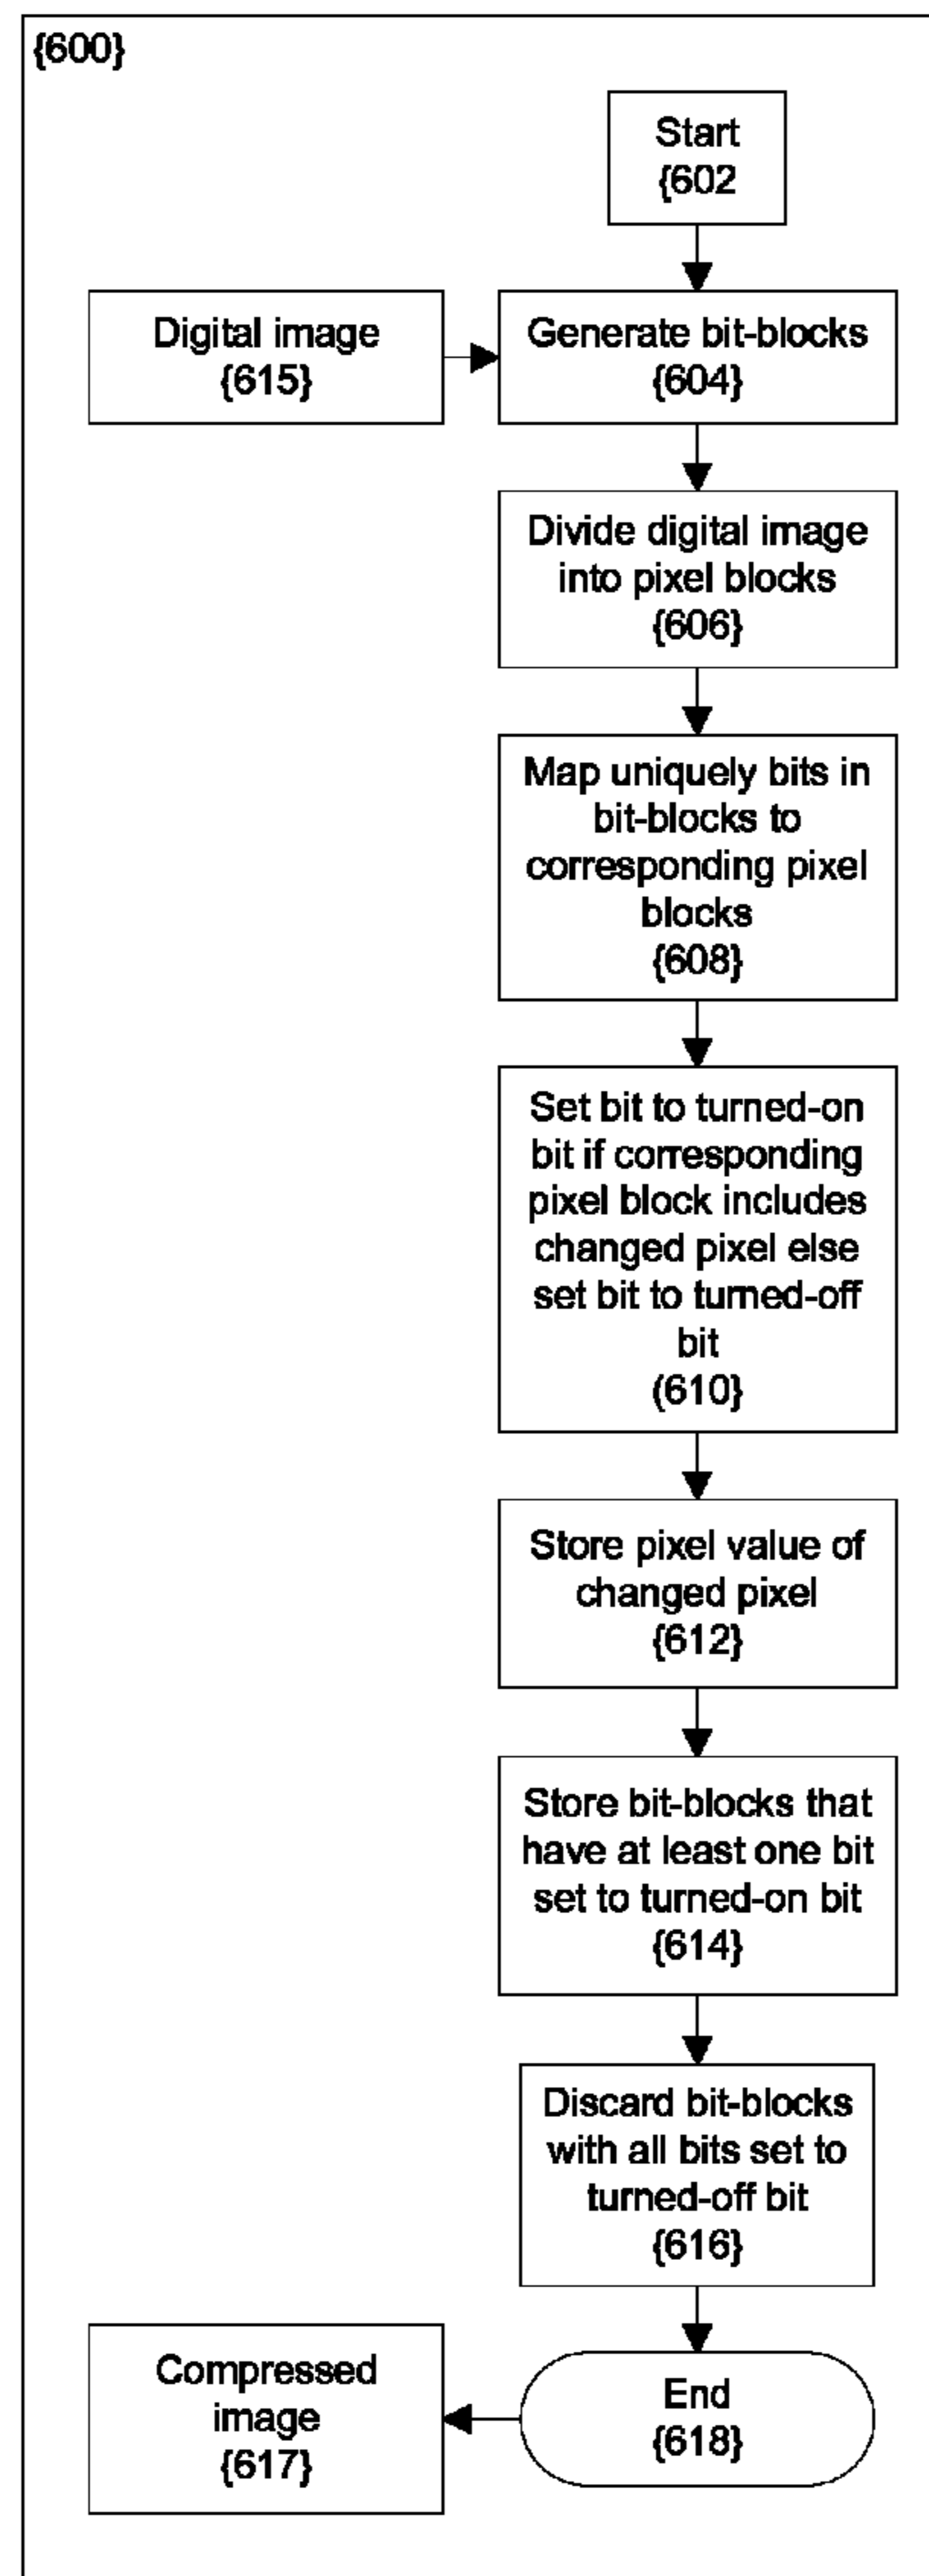 {600}
Start
{602
Digital image
{615}
Generate bit-blocks
{604}
Divide digital image
into pixel blocks
{606}
Map uniquely bits in
bit-blocks to
corresponding pixel
blocks
{608}
Set bit to turned-on
bit if corresponding
pixel block includes
changed pixel else
set bit to turned-off
bit
(610}
Store pixel value of
changed pixel
{612}
Store bit-blocks that
have at least one bit
set to turned-on bit
{614}
Discard bit-blocks
with all bits set to
turned-off bit
{616}
End
{618}
Compressed
image
{617}